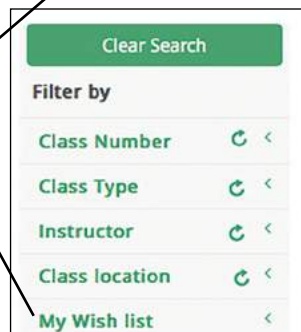 Clear Search
Filter by
Class Number
Class Type
Instructor
Class location
My Wish list